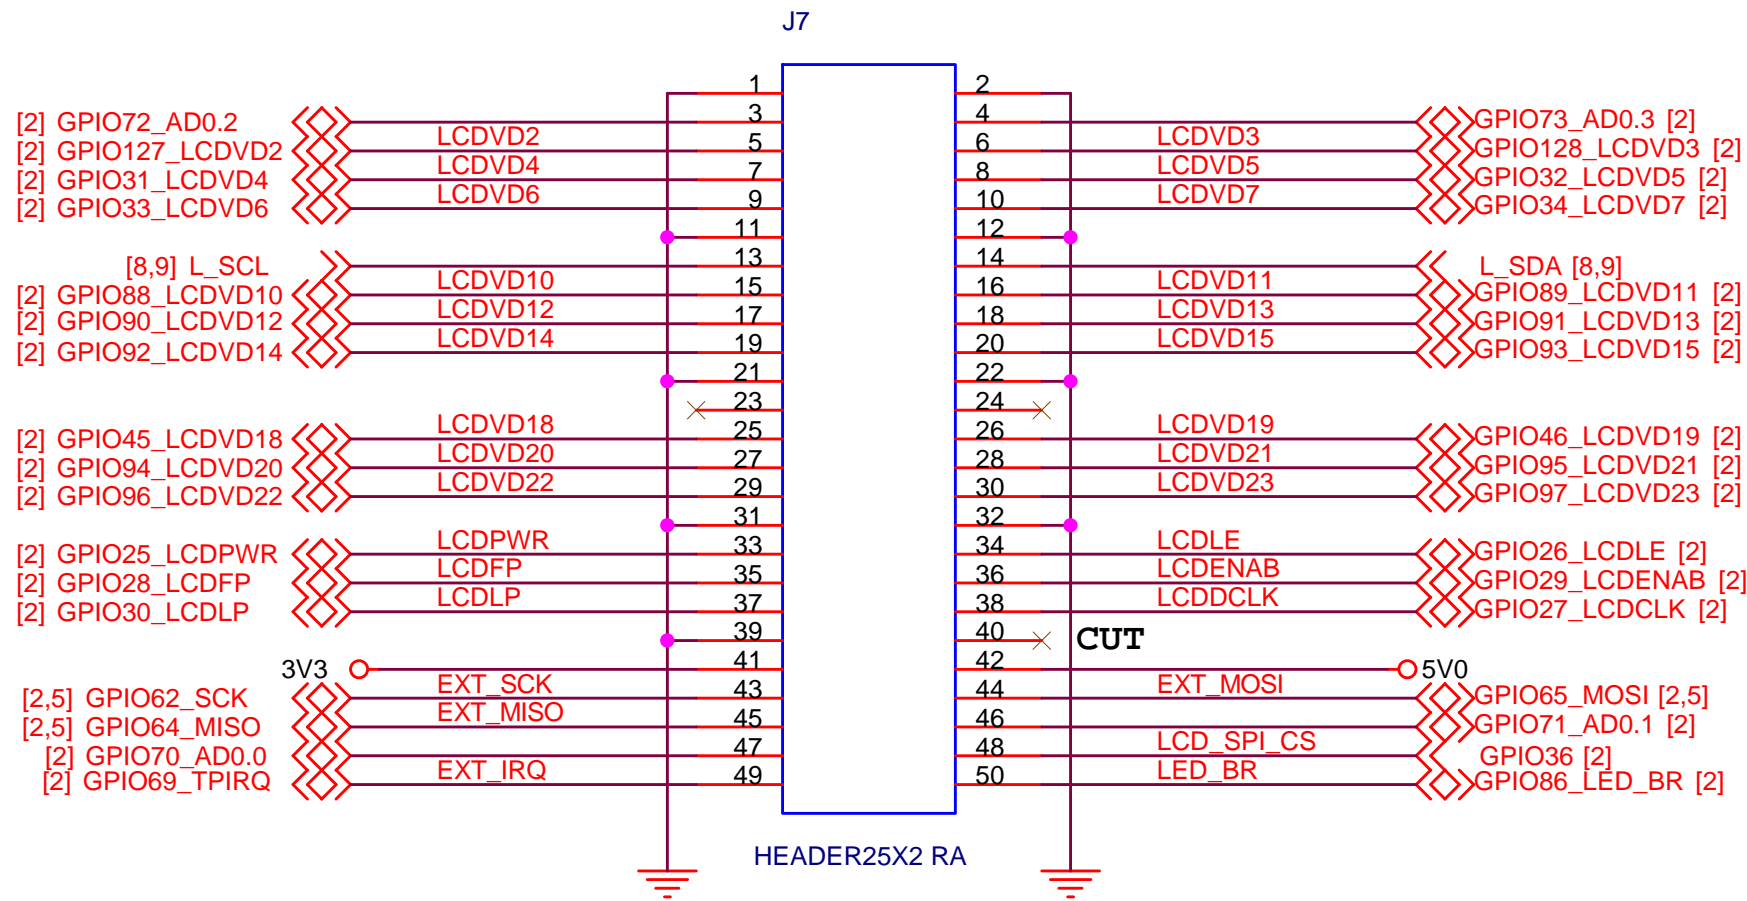 J7
1 2
[2] GPIO72_AD0.2 3 4 GPIO73_AD0.3 [2]
[2] GPIO127_LCDVD2 LCDVD2 5 6 LCDVD3 GPIO128_LCDVD3 [2]
[2] GPIO31_LCDVD4 LCDVD4 7 8 LCDVD5 GPIO32_LCDVD5 [2]
[2] GPIO33_LCDVD6 LCDVD6 9 10 LCDVD7 GPIO34_LCDVD7 [2]
11 12
[8,9] L_SCL 13 14 L_SDA [8,9]
[2] GPIO88_LCDVD10 LCDVD10 15 16 LCDVD11 GPIO89_LCDVD11 [2]
[2] GPIO90_LCDVD12 LCDVD12 17 18 LCDVD13 GPIO91_LCDVD13 [2]
[2] GPIO92_LCDVD14 LCDVD14 19 20 LCDVD15 GPIO93_LCDVD15 [2]
21 22
23 24
[2] GPIO45_LCDVD18 LCDVD18 25 26 LCDVD19 GPIO46_LCDVD19 [2]
[2] GPIO94_LCDVD20 LCDVD20 27 28 LCDVD21 GPIO95_LCDVD21 [2]
[2] GPIO96_LCDVD22 LCDVD22 29 30 LCDVD23 GPIO97_LCDVD23 [2]
31 32
[2] GPIO25_LCDPWR LCDPWR 33 34 LCDLE GPIO26_LCDLE [2]
[2] GPIO28_LCDFP LCDFP 35 36 LCDENAB GPIO29_LCDENAB [2]
[2] GPIO30_LCDLP LCDLP 37 38 LCDDCLK GPIO27_LCDCLK [2]
39 40 CUT
3V3 41 42 5V0
[2,5] GPIO62_SCK EXT_SCK 43 44 EXT_MOSI GPIO65_MOSI [2,5]
[2,5] GPIO64_MISO EXT_MISO 45 46 GPIO71_AD0.1 [2]
[2] GPIO70_AD0.0 47 48 LCD_SPI_CS GPIO36 [2]
[2] GPIO69_TPIRQ EXT_IRQ 49 50 LED_BR GPIO86_LED_BR [2]
HEADER25X2 RA